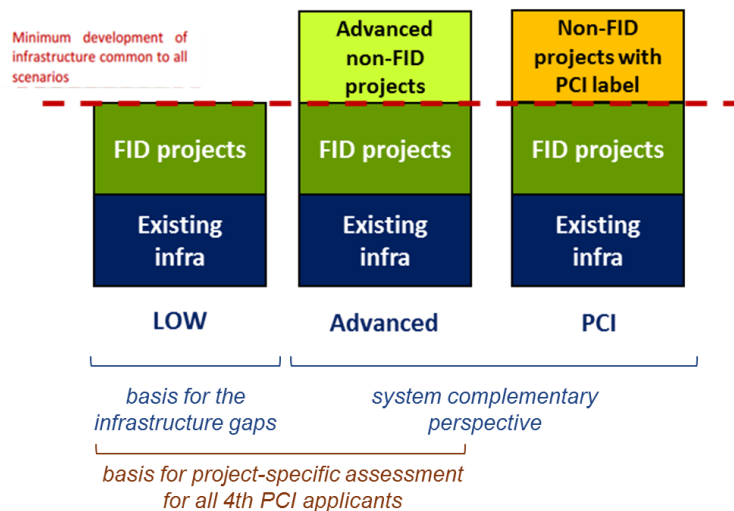 Minimum development of
infrastructure common to all
scenarios
Advanced
non-FID
projects
Non-FID
projects with
PCI label
FID projects
FID projects
FID projects
Existing
infra
Existing
infra
Existing
infra
LOW
Advanced
PCI
basis for the
infrastructure gaps
system complementary
perspective
basis for project-specific assessment
for all 4th PCI applicants